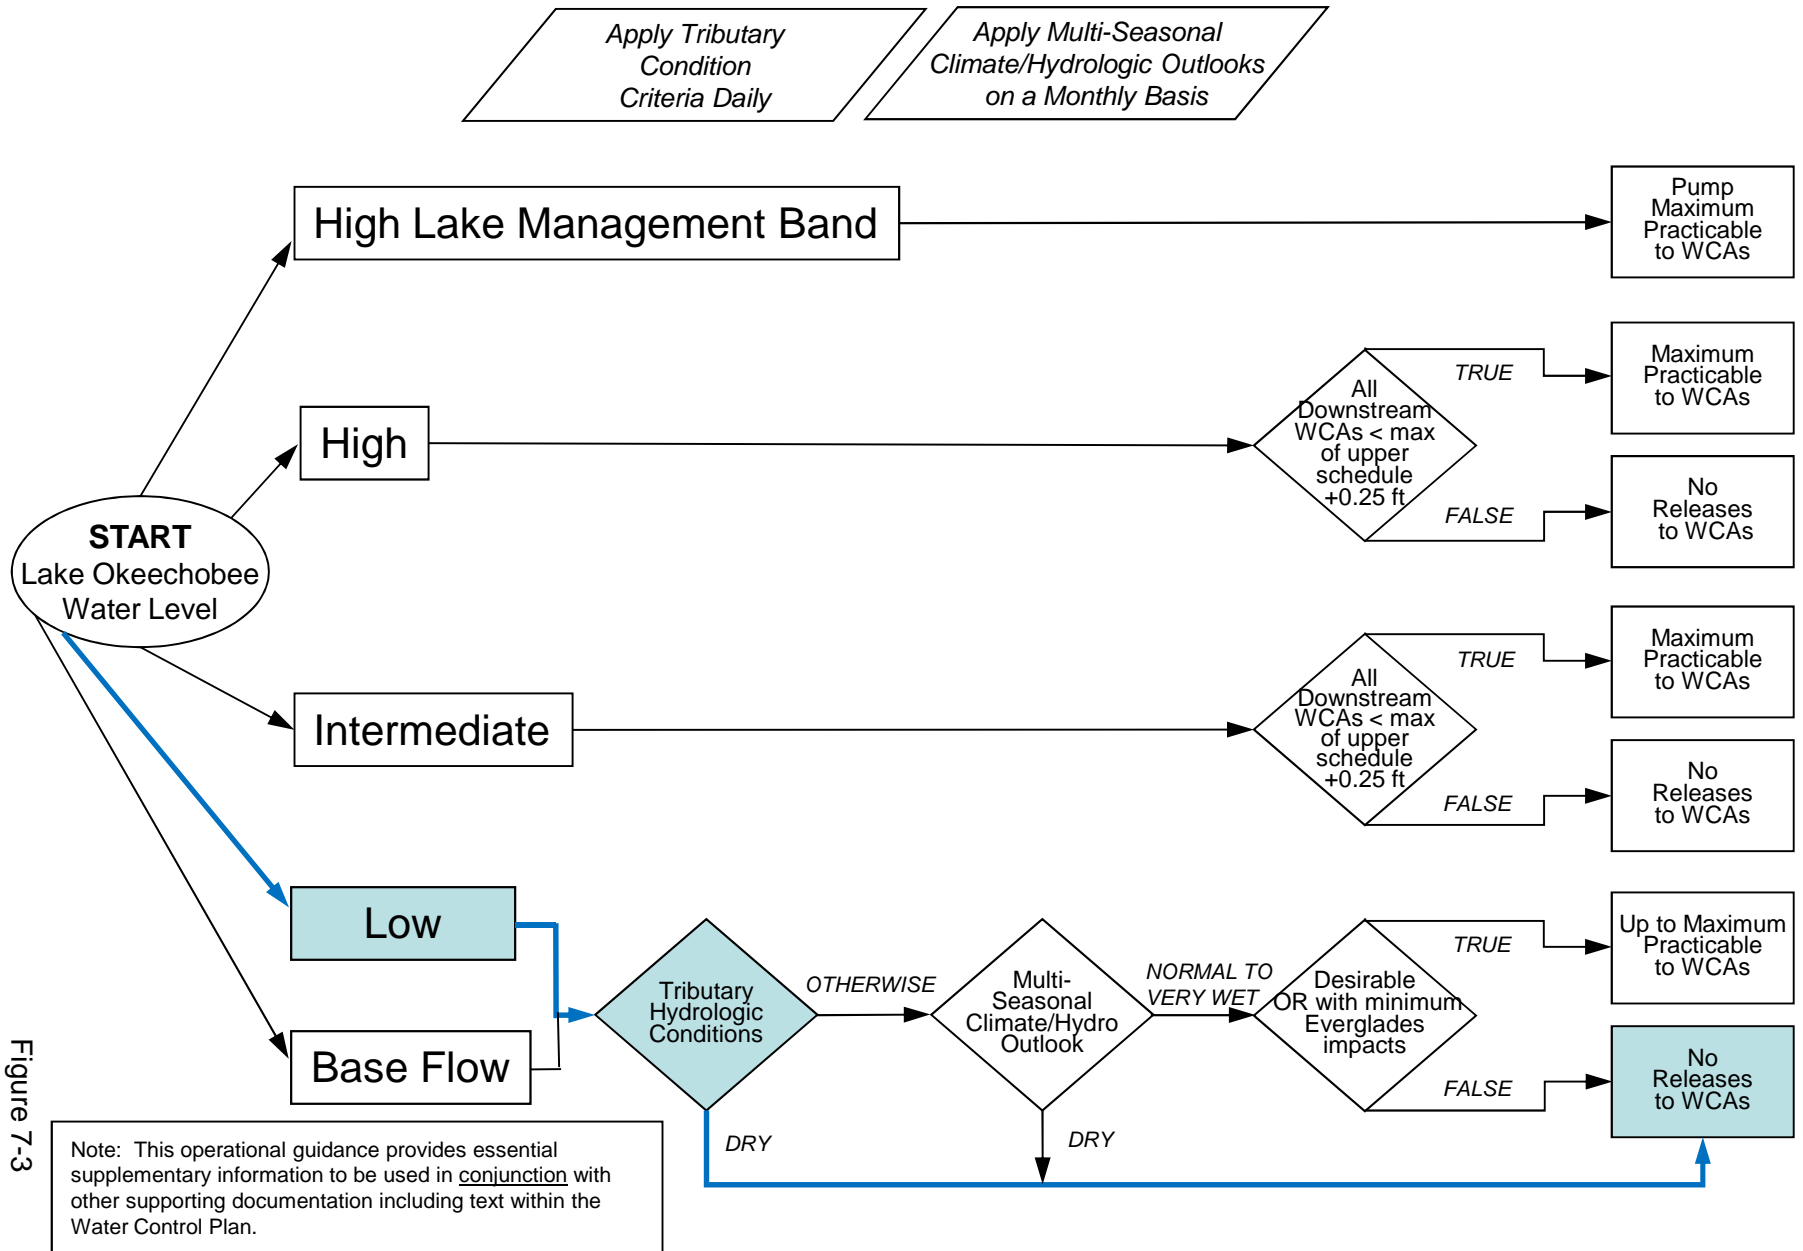 Apply Tributary
Condition
Criteria Daily
Apply Multi-Seasonal
Climate/Hydrologic Outlooks
on a Monthly Basis
High Lake Management Band
Pump
Maximum
Practicable
to WCAs
High
All
Downstream
WCAs < max
of upper
schedule
+0.25 ft
TRUE
Maximum
Practicable
to WCAs
FALSE
No
Releases
to WCAs
START
Lake Okeechobee
Water Level
Intermediate
All
Downstream
WCAs < max
of upper
schedule
+0.25 ft
TRUE
Maximum
Practicable
to WCAs
FALSE
No
Releases
to WCAs
Low
Base Flow
Tributary
Hydrologic
Conditions
OTHERWISE
DRY
Multi-
Seasonal
Climate/Hydro
Outlook
NORMAL TO
VERY WET
DRY
Desirable
OR with minimum
Everglades
impacts
TRUE
Up to Maximum
Practicable
to WCAs
FALSE
No
Releases
to WCAs
Figure 7-3
Note: This operational guidance provides essential
supplementary information to be used in conjunction with
other supporting documentation including text within the
Water Control Plan.